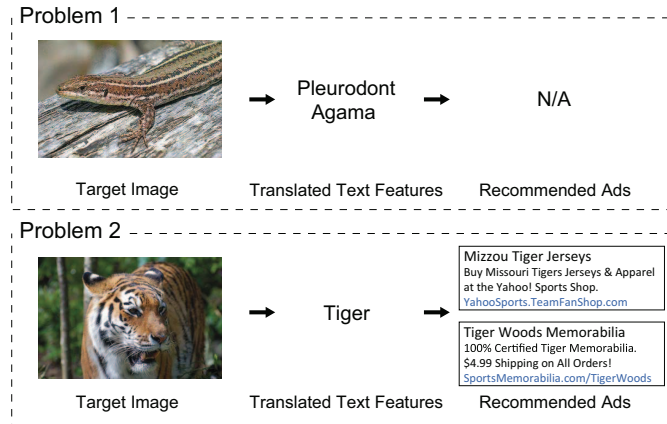 Problem 1
Pleurodont
Agama
N/A
Target Image
Translated Text Features
Recommended Ads
Problem 2
Tiger
Mizzou Tiger Jerseys
Buy Missouri Tigers Jerseys & Apparel
at the Yahoo! Sports Shop.
YahooSports.TeamFanShop.com
Tiger Woods Memorabilia
100% Certified Tiger Memorabilia.
$4.99 Shipping on All Orders!
SportsMemorabilia.com/TigerWoods
Target Image
Translated Text Features
Recommended Ads